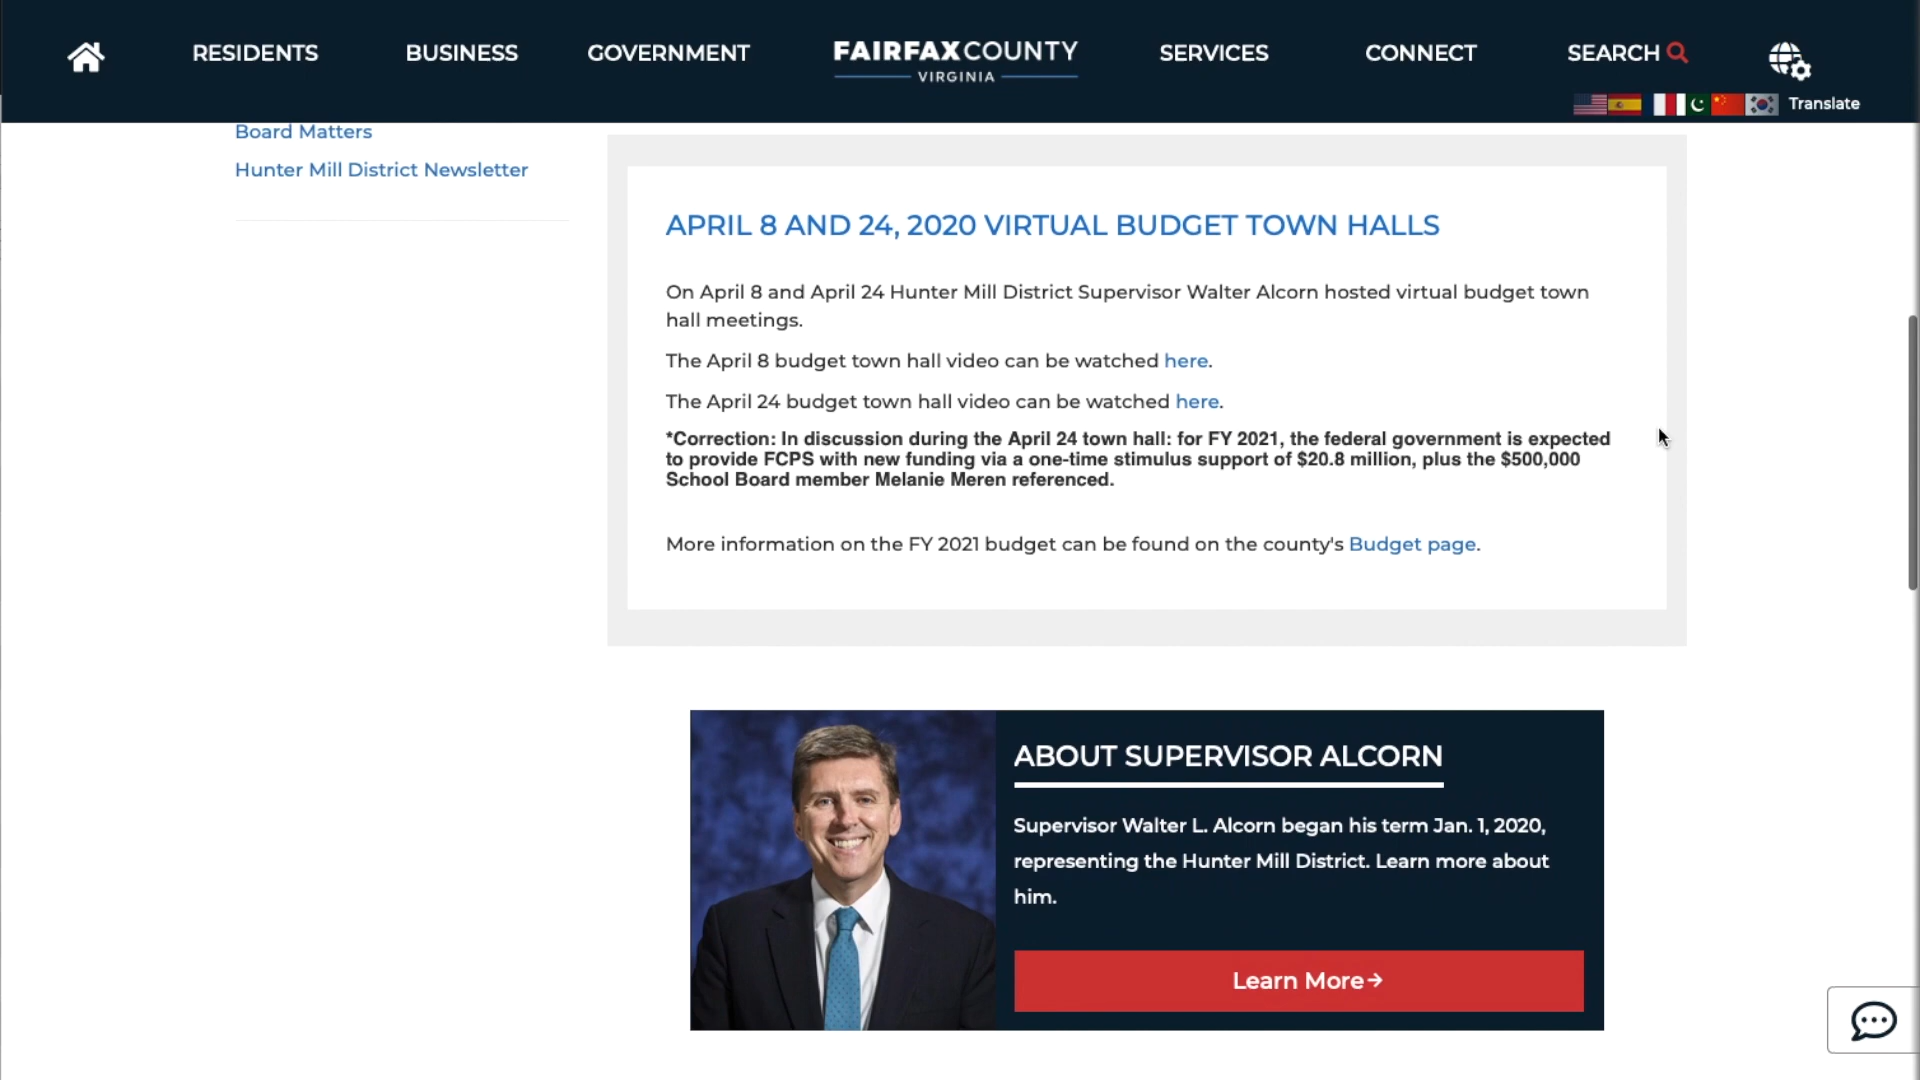 RESIDENTS
BUSINESS
GOVERNMENT
FAIRFAX COUNTY
VIRGINIA
SERVICES
CONNECT
SEARCH
Translate
Board Matters
Hunter Mill District Newsletter
APRIL 8 AND 24, 2020 VIRTUAL BUDGET TOWN HALLS
On April 8 and April 24 Hunter Mill District Supervisor Walter Alcorn hosted virtual budget town
hall meetings.
The April 8 budget town hall video can be watched here.
The April 24 budget town hall video can be watched here.
*Correction: In discussion during the April 24 town hall: for FY 2021, the federal government is expected
to provide FCPS with new funding via a one-time stimulus support of $20.8 million, plus the $500,000
School Board member Melanie Meren referenced.
More information on the FY 2021 budget can be found on the county's Budget page.
ABOUT SUPERVISOR ALCORN
Supervisor Walter L. Alcorn began his term Jan. 1, 2020,
representing the Hunter Mill District. Learn more about
him.
Learn More→